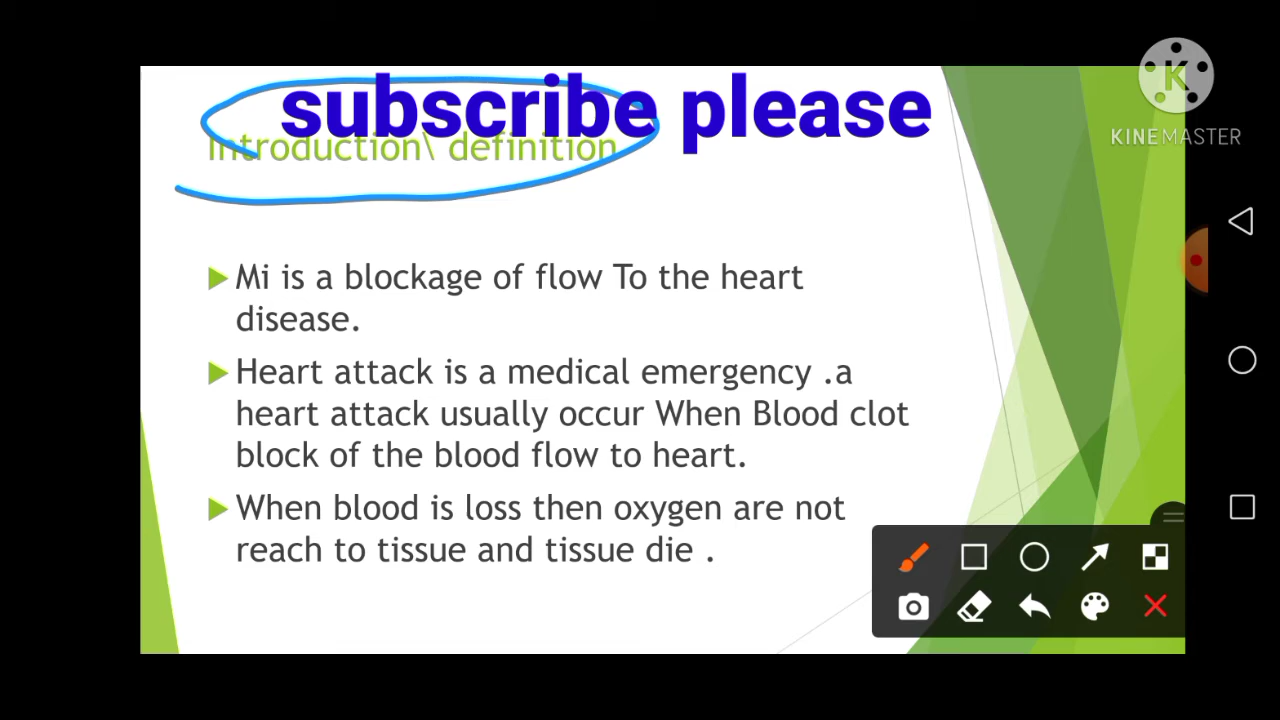 subscribe please
introduction\ definition
KINEMASTER
Mi is a blockage of flow To the heart
disease.
Heart attack is a medical emergency .a
heart attack usually occur When Blood clot
block of the blood flow to heart.
When blood is loss then oxygen are not
reach to tissue and tissue die .